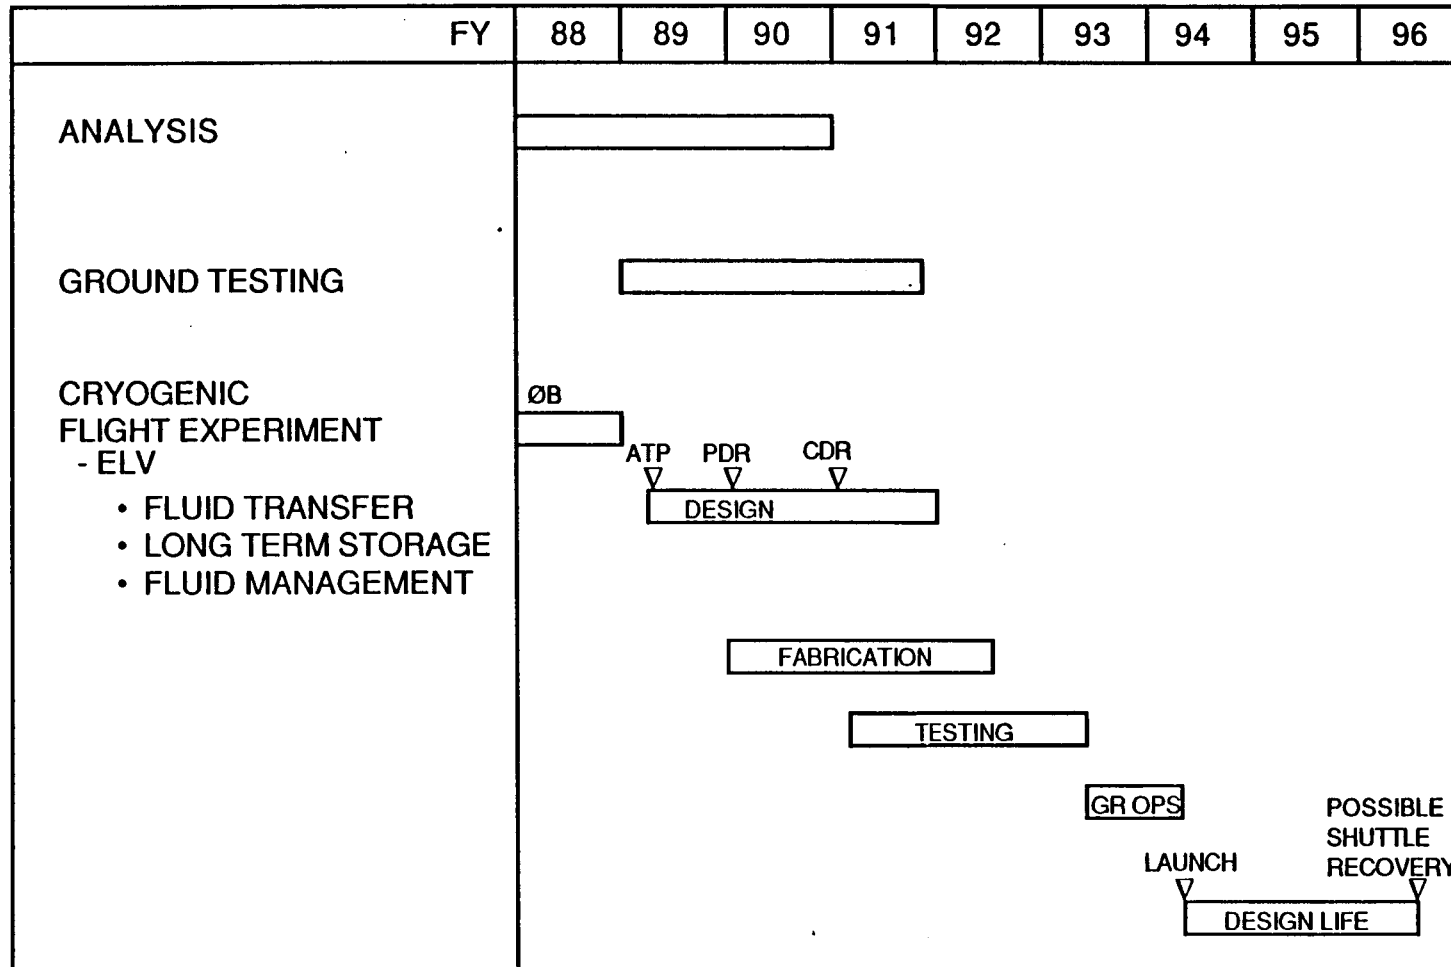 FY 88 89 90 91 92 93 94 95 96
ANALYSIS
GROUND TESTING
CRYOGENIC
FLIGHT EXPERIMENT
- ELV
• FLUID TRANSFER
• LONG TERM STORAGE
• FLUID MANAGEMENT
ØB
ATP PDR CDR
DESIGN
FABRICATION
TESTING
GR OPS
LAUNCH
POSSIBLE
SHUTTLE
RECOVERY
DESIGN LIFE